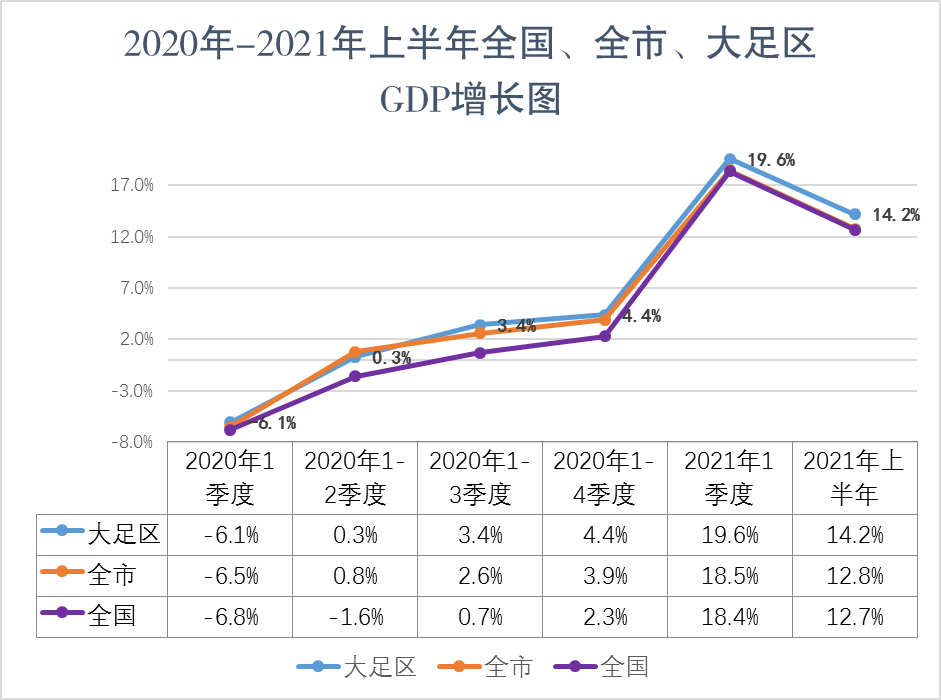 2020年-2021年上半年全国、全市、大足区
GDP增长图
17.0%
12.0%
7.0%
2.0%
-3.0%
-8.0%
19.6%
14.2%
4.4%
3.4%
0.3%
-6.1%
2020年1季度 2020年1-2季度 2020年1-3季度 2020年1-4季度 2021年1季度 2021年上半年
大足区 -6.1% 0.3% 3.4% 4.4% 19.6% 14.2%
全市 -6.5% 0.8% 2.6% 3.9% 18.5% 12.8%
全国 -6.8% -1.6% 0.7% 2.3% 18.4% 12.7%
大足区 全市 全国